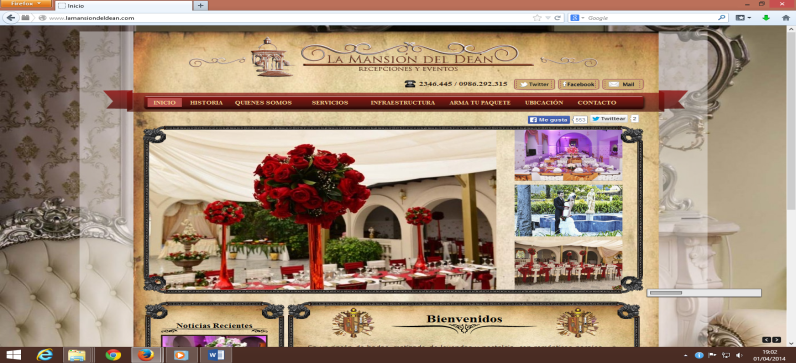 Firefox
Inicio
www.lamansiondeldean.com
Google
LA MANSION DEL DEÁN
RECEPCIONES Y EVENTOS
2346.445 / 0986.292.315
Twitter
Facebook
Mail
INICIO HISTORIA QUIENES SOMOS SERVICIOS INFRAESTRUCTURA ARMA TU PAQUETE UBICACIÓN CONTACTO
Me gusta 553 Twittear 2
Noticias Recientes
Bienvenidos
19:02
01/04/2014